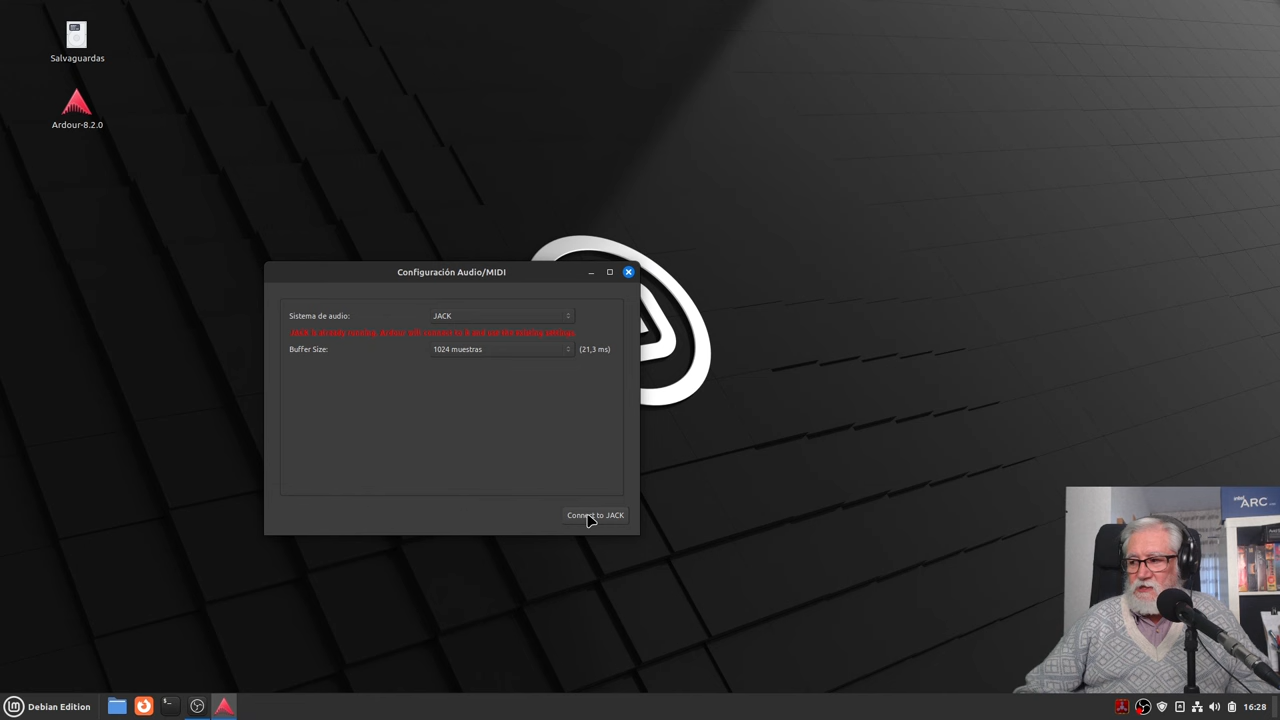 Salvaguardas
Ardour-8.2.0
Configuración Audio/MIDI
Sistema de audio:
JACK
JACK is already running. Ardour will connect to it and use the existing settings.
Buffer Size:
1024 muestras
(21,3 ms)
Connect to JACK
intel
ARC
Debian Edition
16:28